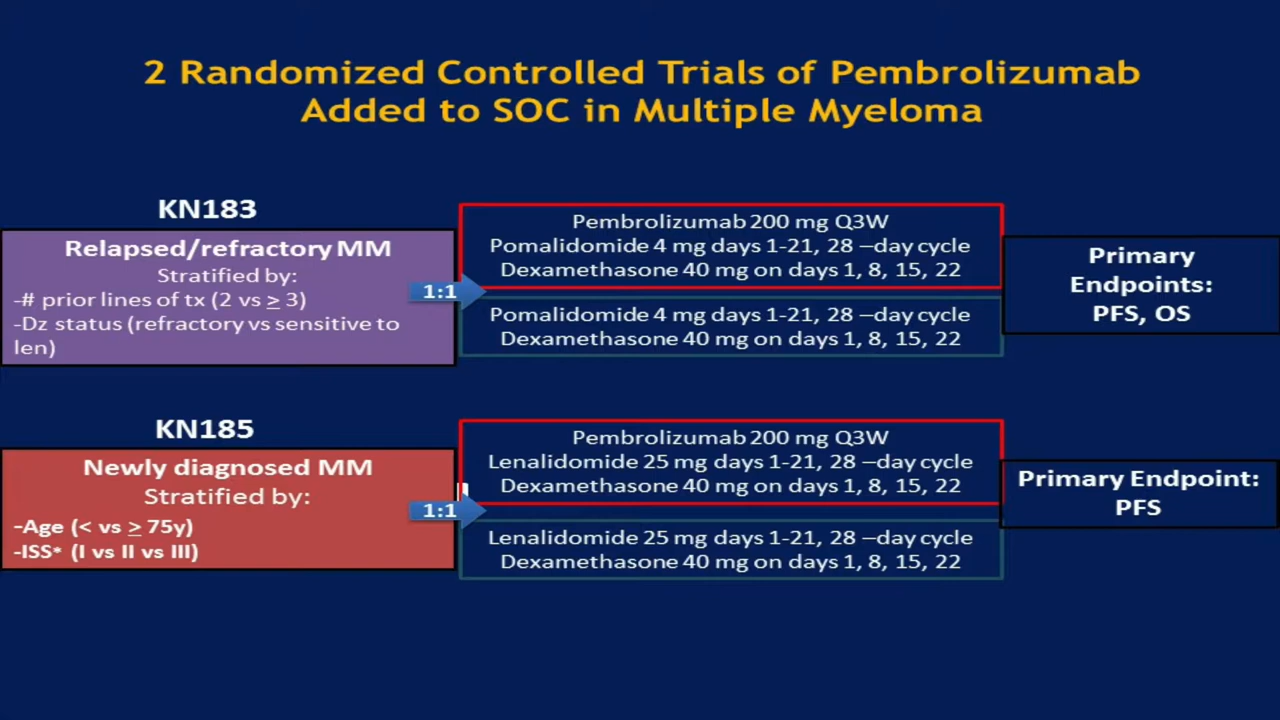 2 Randomized Controlled Trials of Pembrolizumab
Added to SOC in Multiple Myeloma
KN183
Relapsed/refractory MM
Stratified by:
-# prior lines of tx (2 vs ≥ 3)
-Dz status (refractory vs sensitive to
len)
1:1
Pembrolizumab 200 mg Q3W
Pomalidomide 4 mg days 1-21, 28 –day cycle
Dexamethasone 40 mg on days 1, 8, 15, 22
Pomalidomide 4 mg days 1-21, 28 –day cycle
Dexamethasone 40 mg on days 1, 8, 15, 22
Primary
Endpoints:
PFS, OS
KN185
Newly diagnosed MM
Stratified by:
-Age (< vs ≥ 75y)
-ISS* (I vs II vs III)
1:1
Pembrolizumab 200 mg Q3W
Lenalidomide 25 mg days 1-21, 28 –day cycle
Dexamethasone 40 mg on days 1, 8, 15, 22
Lenalidomide 25 mg days 1-21, 28 –day cycle
Dexamethasone 40 mg on days 1, 8, 15, 22
Primary Endpoint:
PFS